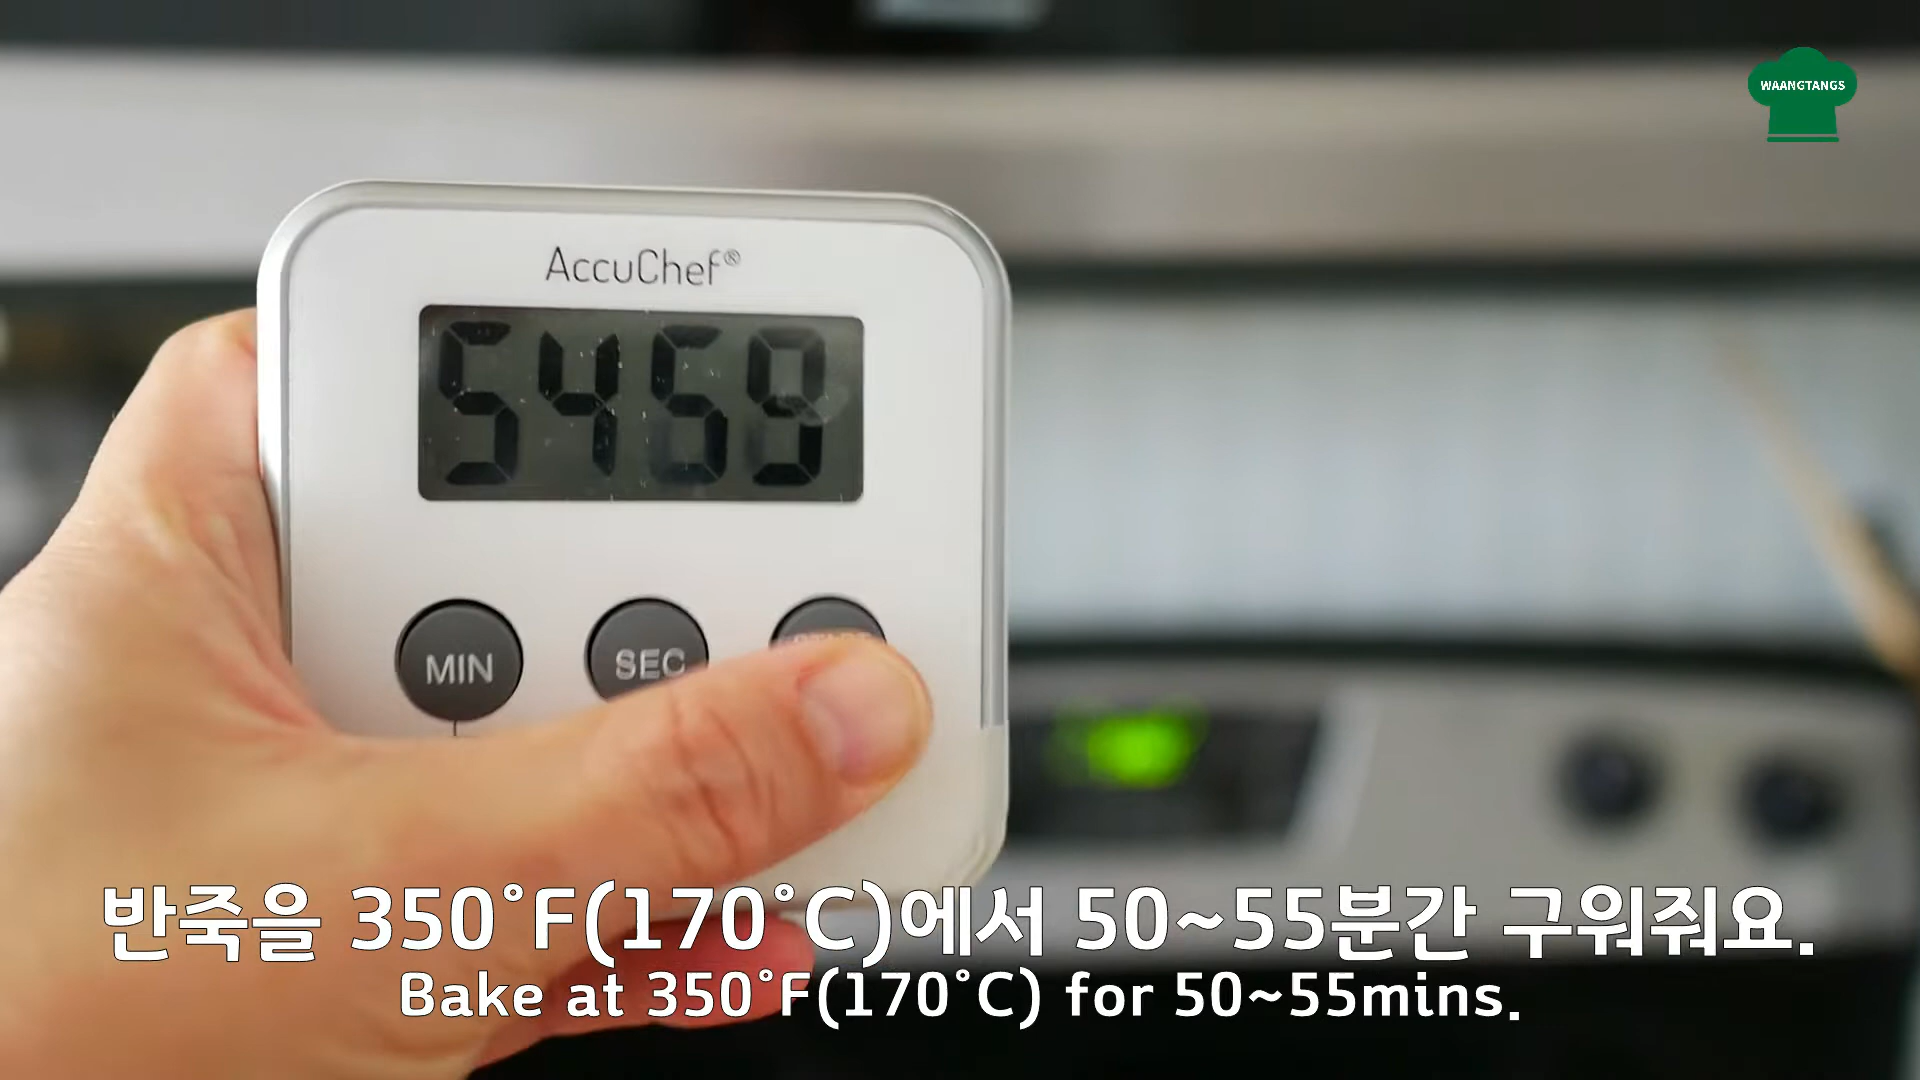 WAANGTANGS
AccuChef®
MIN SEC
반죽을 350°F(170°C)에서 50~55분간 구워줘요.
Bake at 350°F(170°C) for 50~55mins.